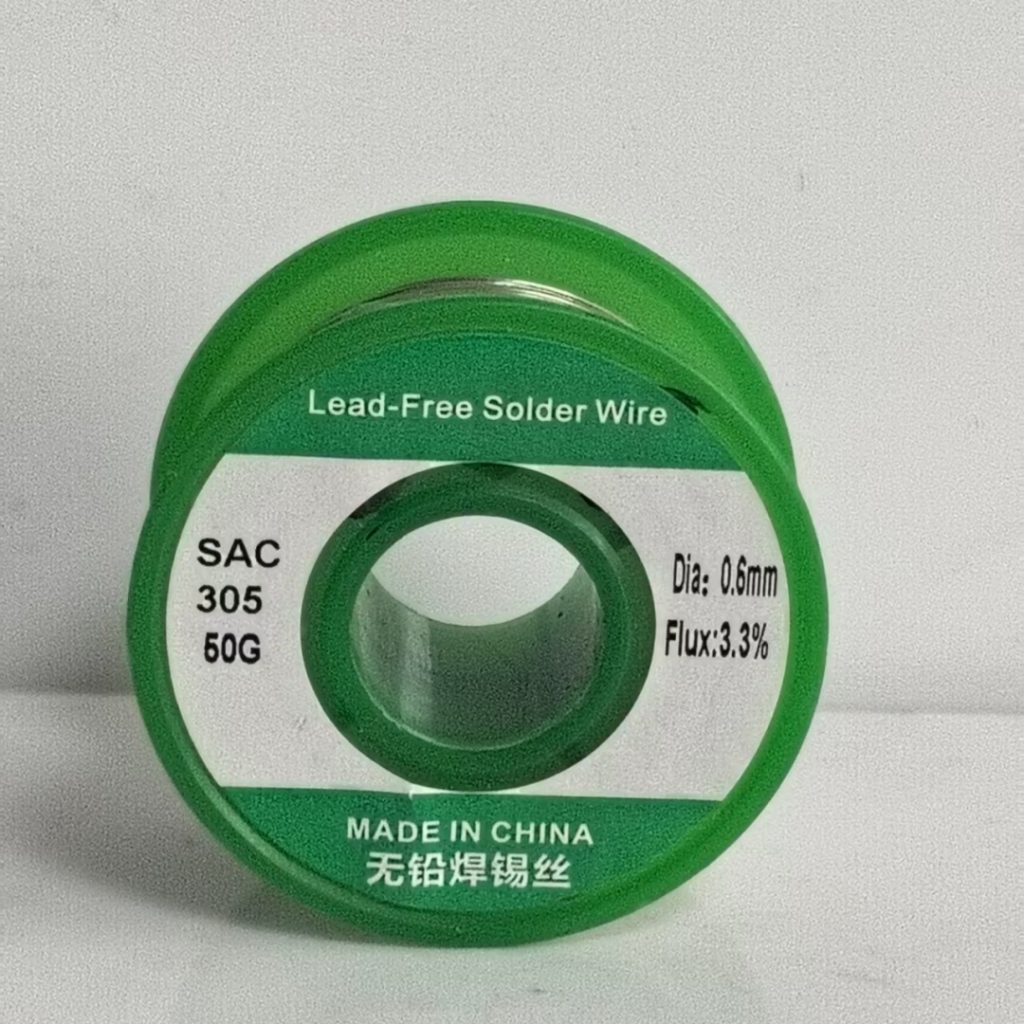 Lead-Free Solder Wire
SAC
305
50G
Dia: 0.6mm
Flux:3.3%
MADE IN CHINA
无铅焊锡丝